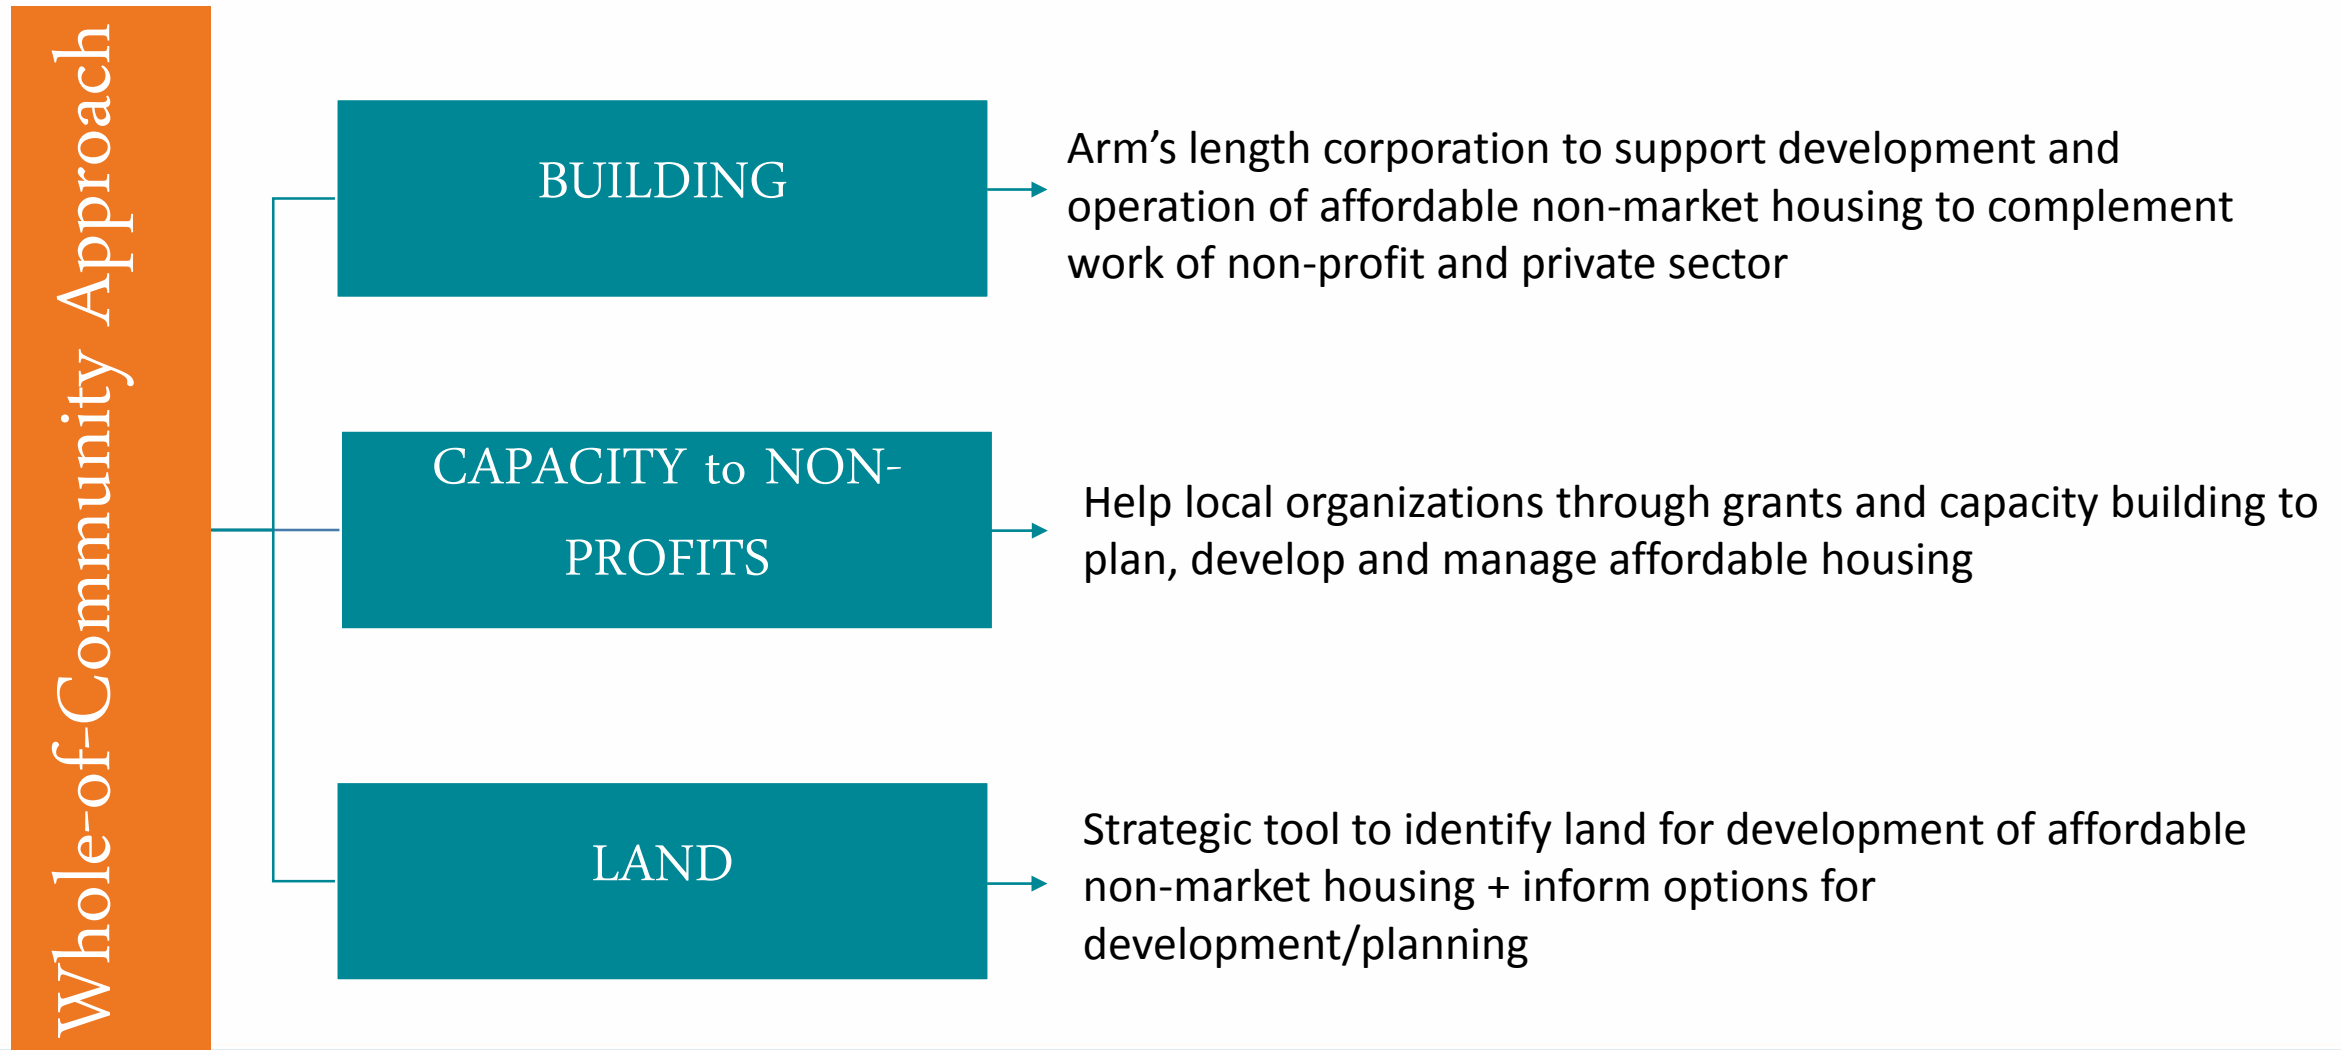 Whole-of-Community Approach
BUILDING
Arm’s length corporation to support development and
operation of affordable non-market housing to complement
work of non-profit and private sector
CAPACITY to NON-
PROFITS
Help local organizations through grants and capacity building to
plan, develop and manage affordable housing
LAND
Strategic tool to identify land for development of affordable
non-market housing + inform options for
development/planning